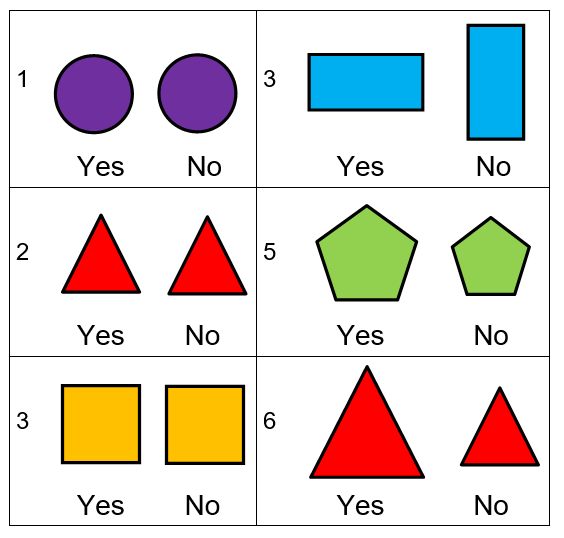 1
Yes No
2
Yes No
3
Yes No
3
Yes No
5
Yes No
6
Yes No